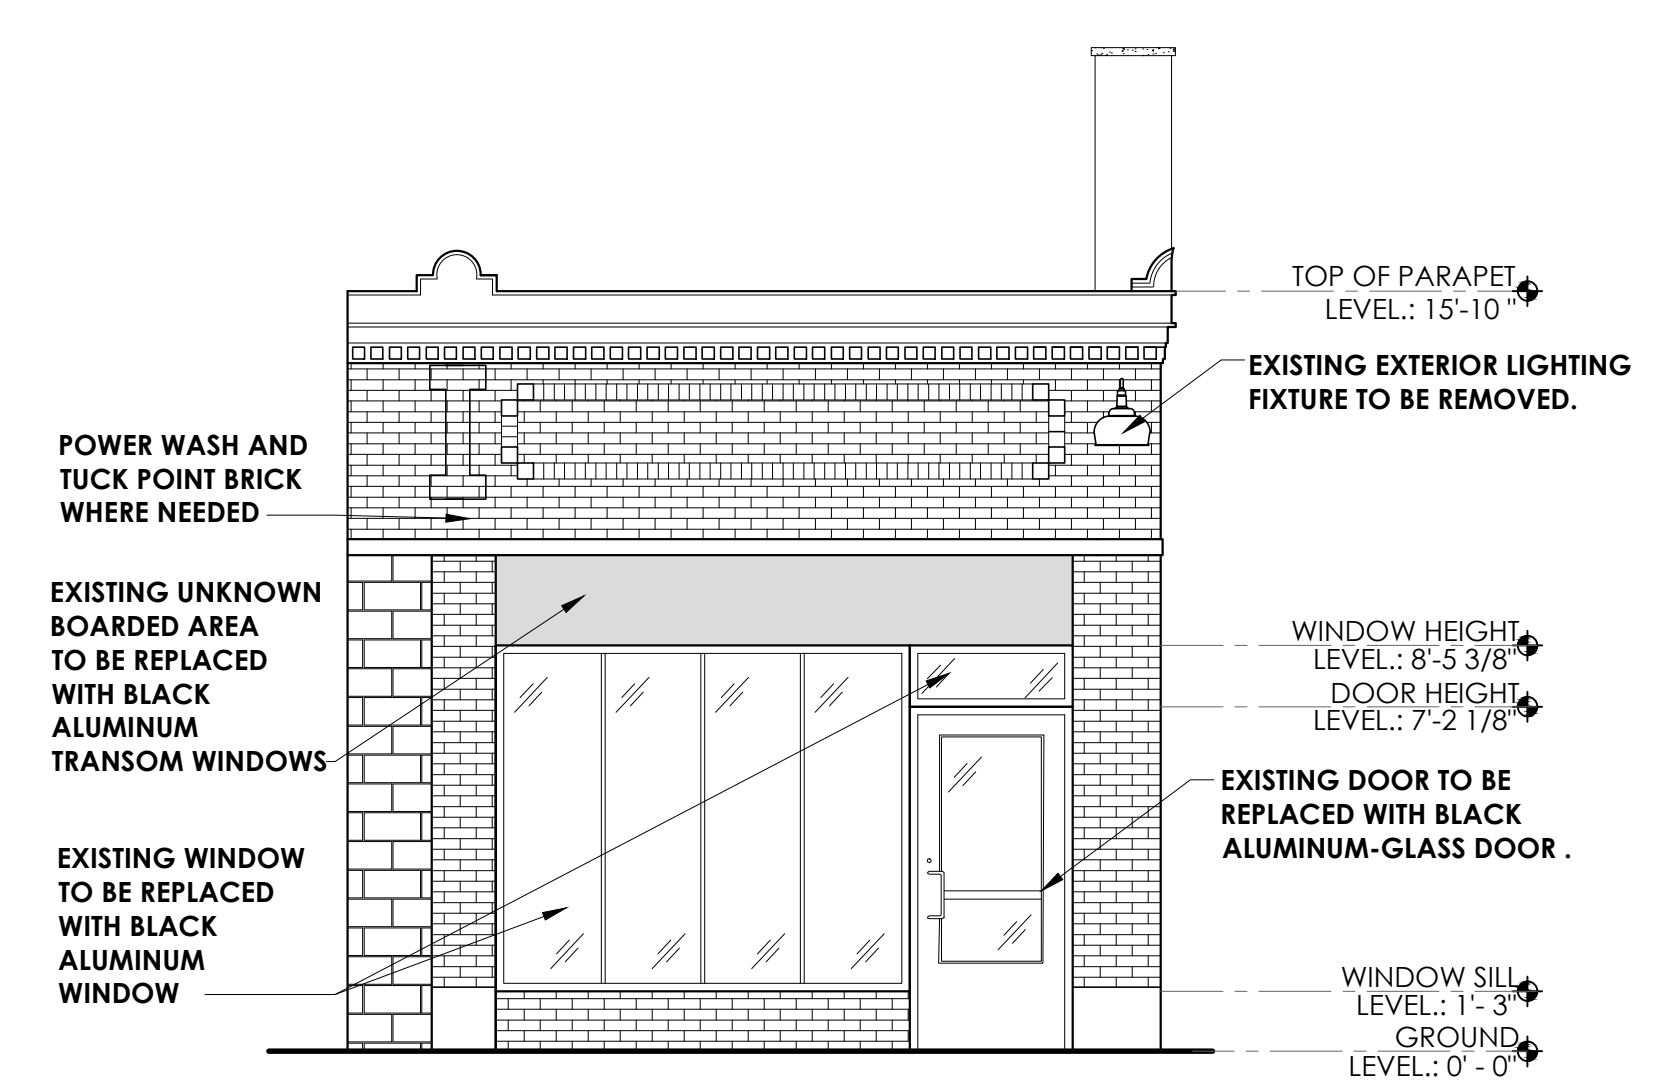 TOP OF PARAPET
LEVEL.: 15'-10 "
EXISTING EXTERIOR LIGHTING
FIXTURE TO BE REMOVED.
POWER WASH AND
TUCK POINT BRICK
WHERE NEEDED
EXISTING UNKNOWN
BOARDED AREA
TO BE REPLACED
WITH BLACK
ALUMINUM
TRANSOM WINDOWS
WINDOW HEIGHT
LEVEL.: 8'-5 3/8"
DOOR HEIGHT
LEVEL.: 7'-2 1/8"
EXISTING DOOR TO BE
REPLACED WITH BLACK
ALUMINUM-GLASS DOOR .
EXISTING WINDOW
TO BE REPLACED
WITH BLACK
ALUMINUM
WINDOW
WINDOW SILL
LEVEL.: 1'- 3"
GROUND
LEVEL.: 0' - 0"